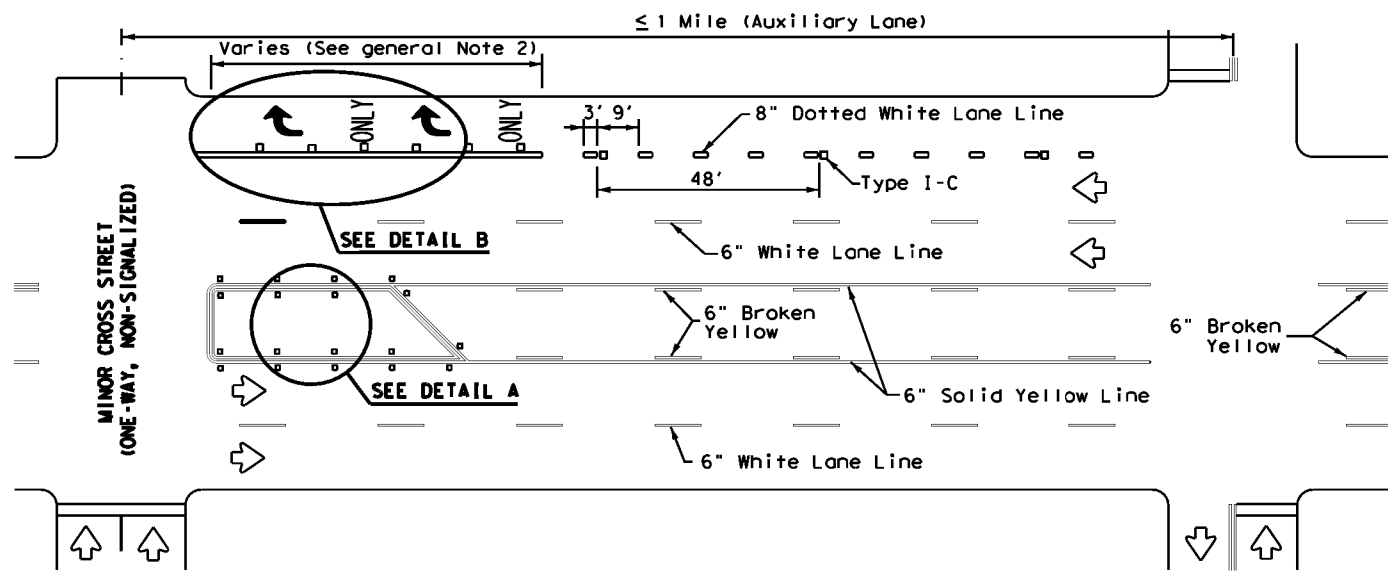 ≤ 1 Mile (Auxiliary Lane)
Varies (See general Note 2)
ONLY
ONLY
3' 9'
8" Dotted White Lane Line
48'
Type I-C
SEE DETAIL B
6" White Lane Line
MINOR CROSS STREET
(ONE-WAY, NON-SIGNALIZED)
6" Broken
Yellow
6" Broken
Yellow
SEE DETAIL A
6" Solid Yellow Line
6" White Lane Line